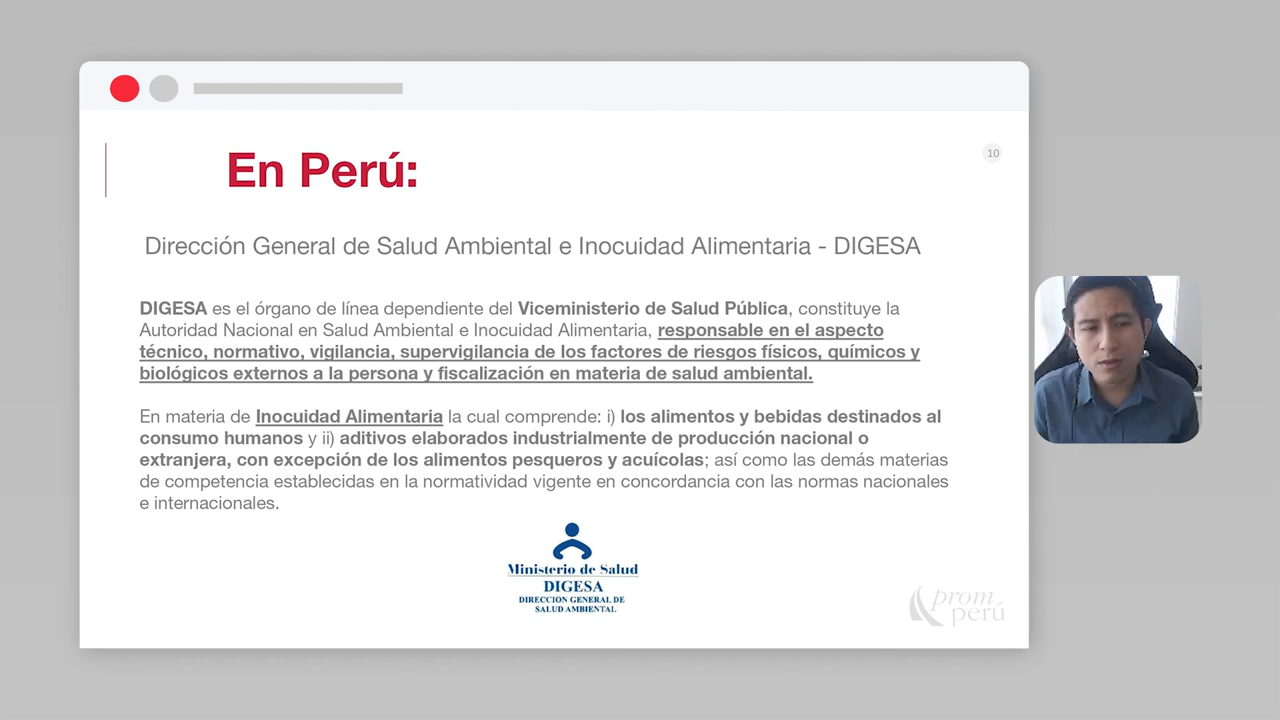 En Perú:
10
Dirección General de Salud Ambiental e Inocuidad Alimentaria - DIGESA
DIGESA es el órgano de línea dependiente del Viceministerio de Salud Pública, constituye la
Autoridad Nacional en Salud Ambiental e Inocuidad Alimentaria, responsable en el aspecto
técnico, normativo, vigilancia, supervigilancia de los factores de riesgos físicos, químicos y
biológicos externos a la persona y fiscalización en materia de salud ambiental.
En materia de Inocuidad Alimentaria la cual comprende: i) los alimentos y bebidas destinados al
consumo humanos y ii) aditivos elaborados industrialmente de producción nacional o
extranjera, con excepción de los alimentos pesqueros y acuícolas; así como las demás materias
de competencia establecidas en la normatividad vigente en concordancia con las normas nacionales
e internacionales.
Ministerio de Salud
DIGESA
DIRECCION GENERAL DE
SALUD AMBIENTAL
prom
perú